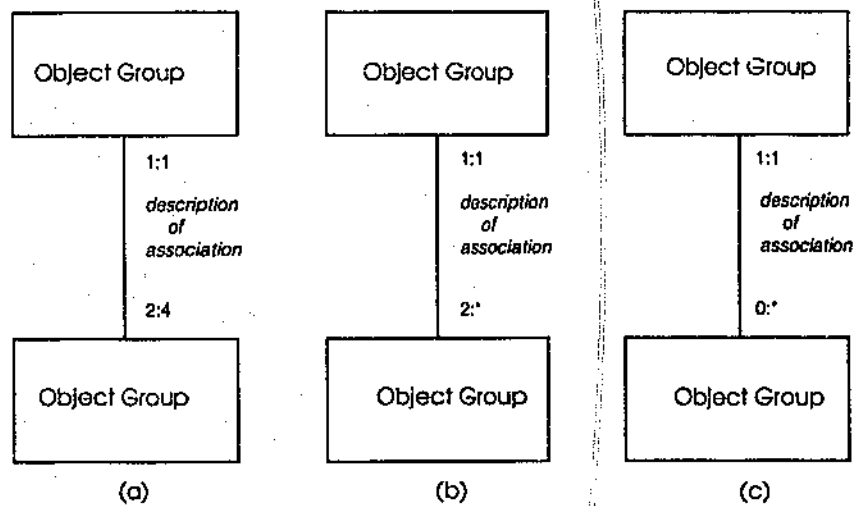 Object Group
1:1
description
of
association
2:4
Object Group
(a)
Object Group
1:1
description
of
association
2:*
Object Group
(b)
Object Group
1:1
description
of
association
0:*
Object Group
(c)